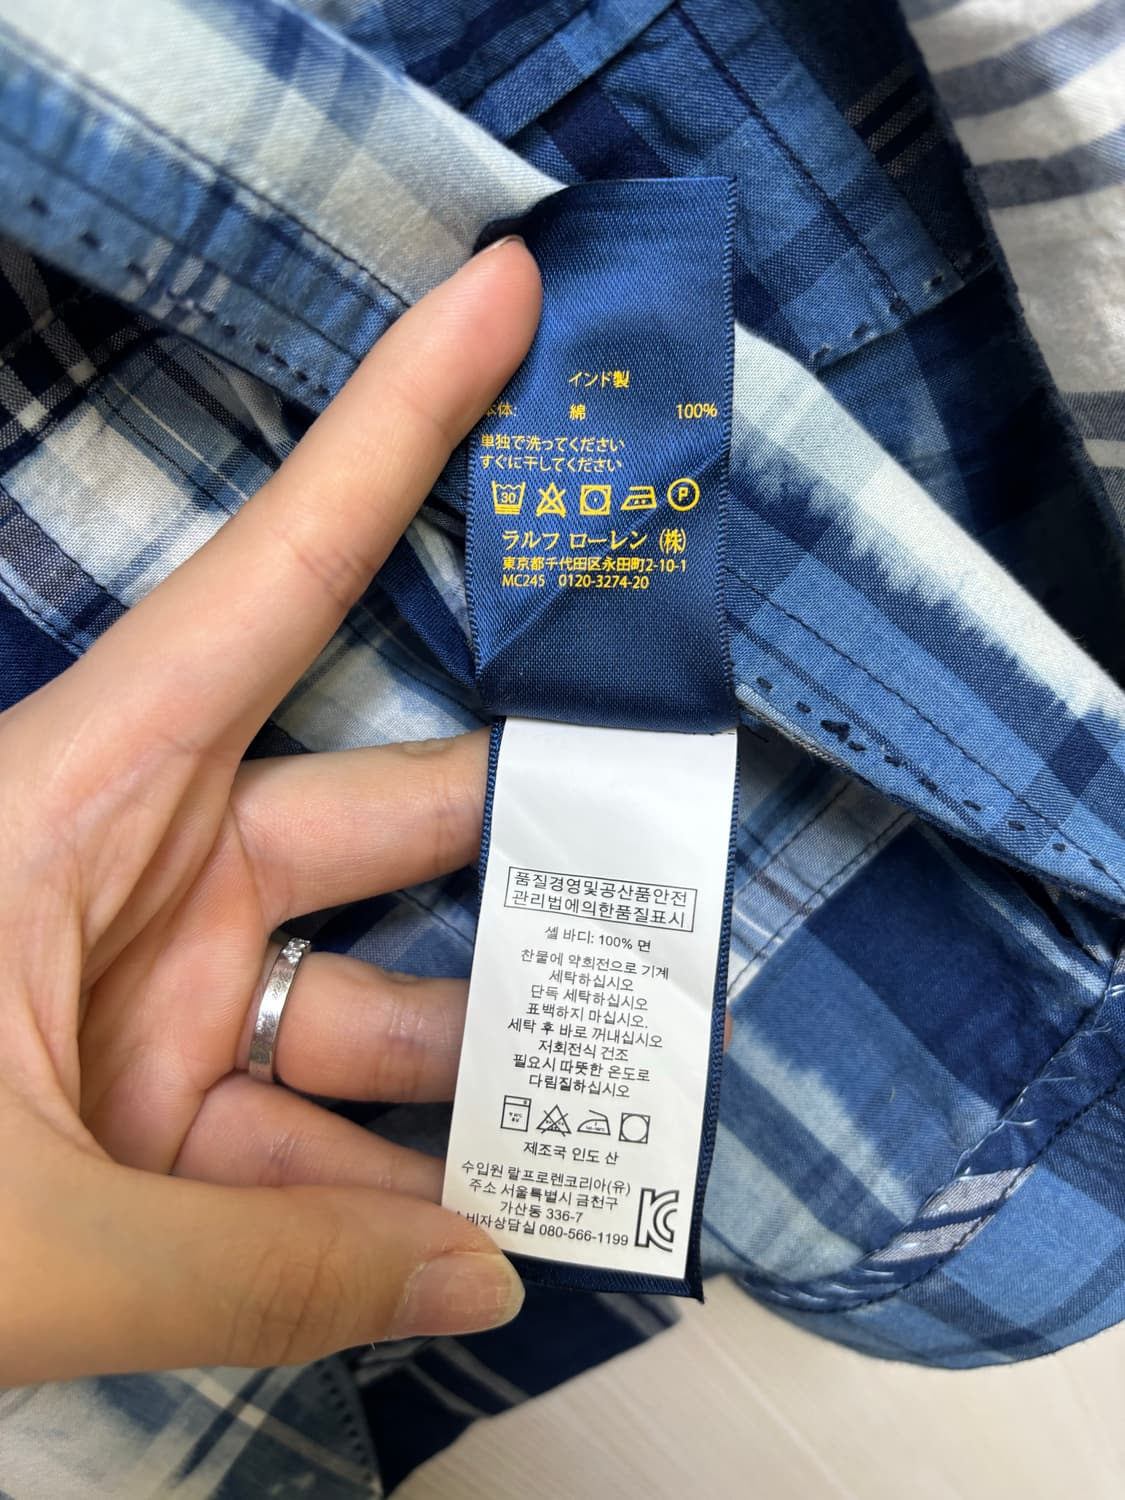 インド製
本体: 綿 100%
単独で洗ってください
すぐに干してください
30
P
ラルフ ローレン (株)
東京都千代田区永田町2-10-1
MC245 0120-3274-20
품질경영및공산품안전
관리법에의한품질표시
셀 바디: 100% 면
찬물에 약회전으로 기계
세탁하십시오
단독 세탁하십시오
표백하지 마십시오.
세탁 후 바로 꺼내십시오
저회전식 건조
필요시 따뜻한 온도로
다림질하십시오
제조국 인도 산
수입원 랄프로렌코리아(유)
주소 서울특별시 금천구
가산동 336-7
비자상담실 080-566-1199
KC